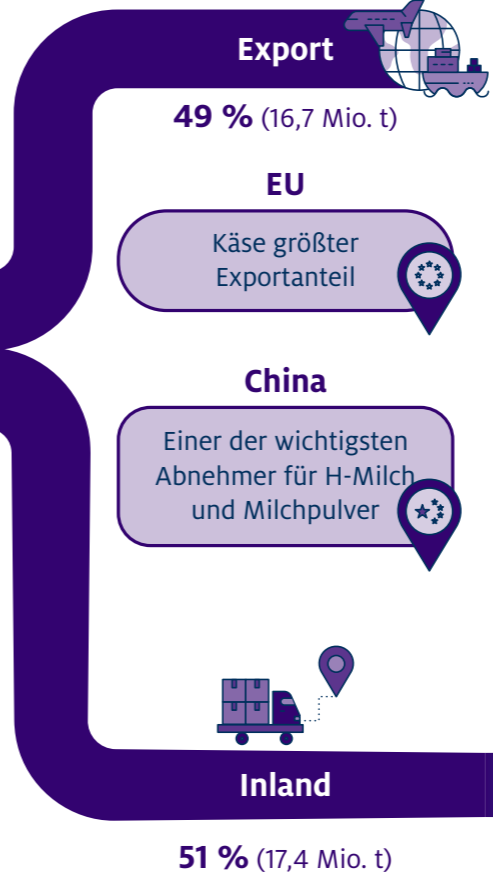 Export
49 % (16,7 Mio. t)
EU
Käse größter
Exportanteil
China
Einer der wichtigsten
Abnehmer für H-Milch
und Milchpulver
Inland
51 % (17,4 Mio. t)